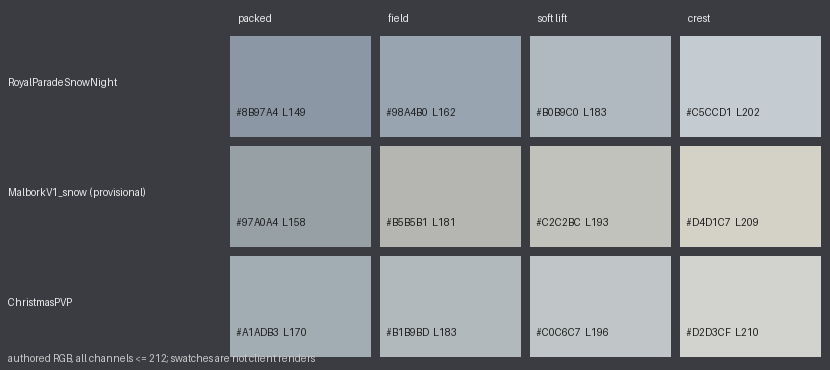 packed field soft lift crest
RoyalParadeSnowNight
#8B97A4 L149 #98A4B0 L162 #B0B9C0 L183 #C5CCD1 L202
MalborkV1_snow (provisional)
#97A0A4 L158 #B5B5B1 L181 #C2C2BC L193 #D4D1C7 L209
ChristmasPVP
#A1ADB3 L170 #B1B9BD L183 #C0C6C7 L196 #D2D3CF L210
authored RGB, all channels <= 212; swatches are not client renders